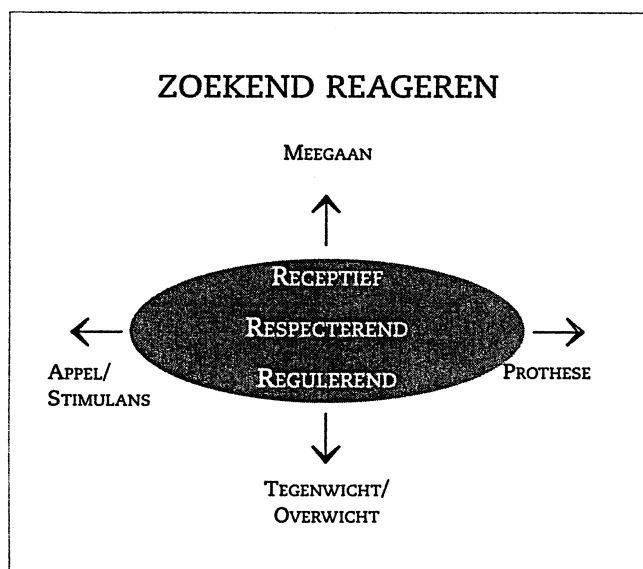 ZOEKEND REAGEREN
MEEGAAN
RECEPTIEF
RESPECTEREND
REGULEREND
APPEL/
STIMULANS
PROTHESE
TEGENWICHT/
OVERWICHT